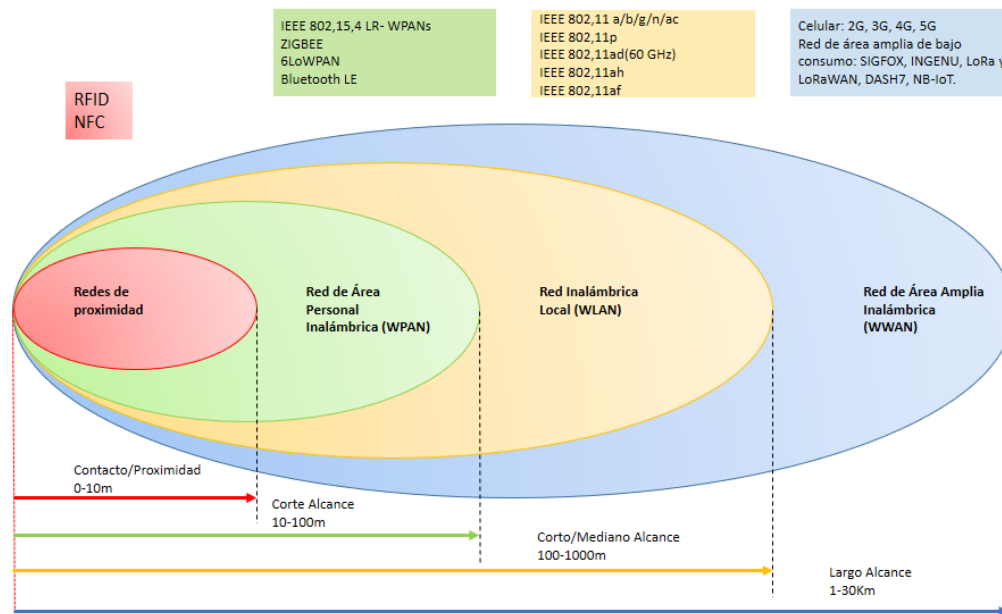 IEEE 802,15,4 LR- WPANs
ZIGBEE
6LoWPAN
Bluetooth LE
IEEE 802,11 a/b/g/n/ac
IEEE 802,11p
IEEE 802,11ad(60 GHz)
IEEE 802,11ah
IEEE 802,11af
Celular: 2G, 3G, 4G, 5G
Red de área amplia de bajo
consumo: SIGFOX, INGENU, LoRa y
LoRaWAN, DASH7, NB-IoT.
RFID
NFC
Redes de
proximidad
Red de Área
Personal
Inalámbrica (WPAN)
Red Inalámbrica
Local (WLAN)
Red de Área Amplia
Inalámbrica
(WWAN)
Contacto/Proximidad
0-10m
Corte Alcance
10-100m
Corto/Mediano Alcance
100-1000m
Largo Alcance
1-30Km